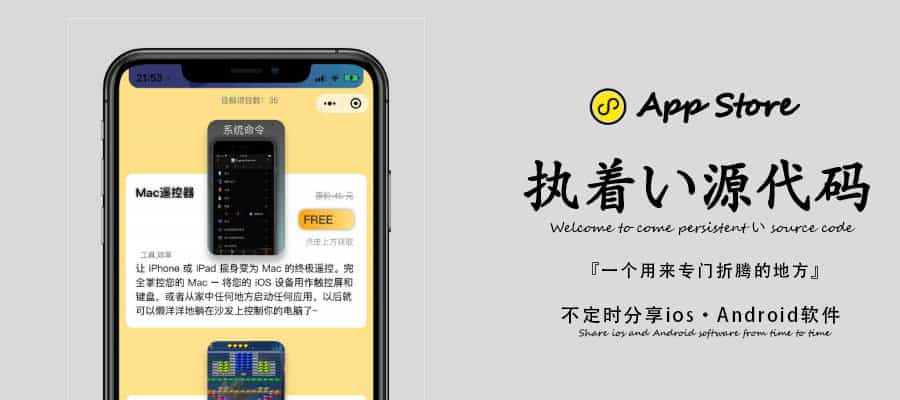 21:53
目前项目数：35
系统命令
Mac遥控器
原价:45 元
FREE
点击上方获取
工具,效率
让 iPhone 或 iPad 摇身变为 Mac 的终极遥控。完
全掌控您的 Mac — 将您的 iOS 设备用作触控屏和
键盘，或者从家中任何地方启动任何应用。以后就
可以懒洋洋地躺在沙发上控制你的电脑了~
App Store
执着い源代码
Welcome to come persistent い source code
『一个用来专门折腾的地方』
不定时分享ios·Android软件
Share ios and Android software from time to time